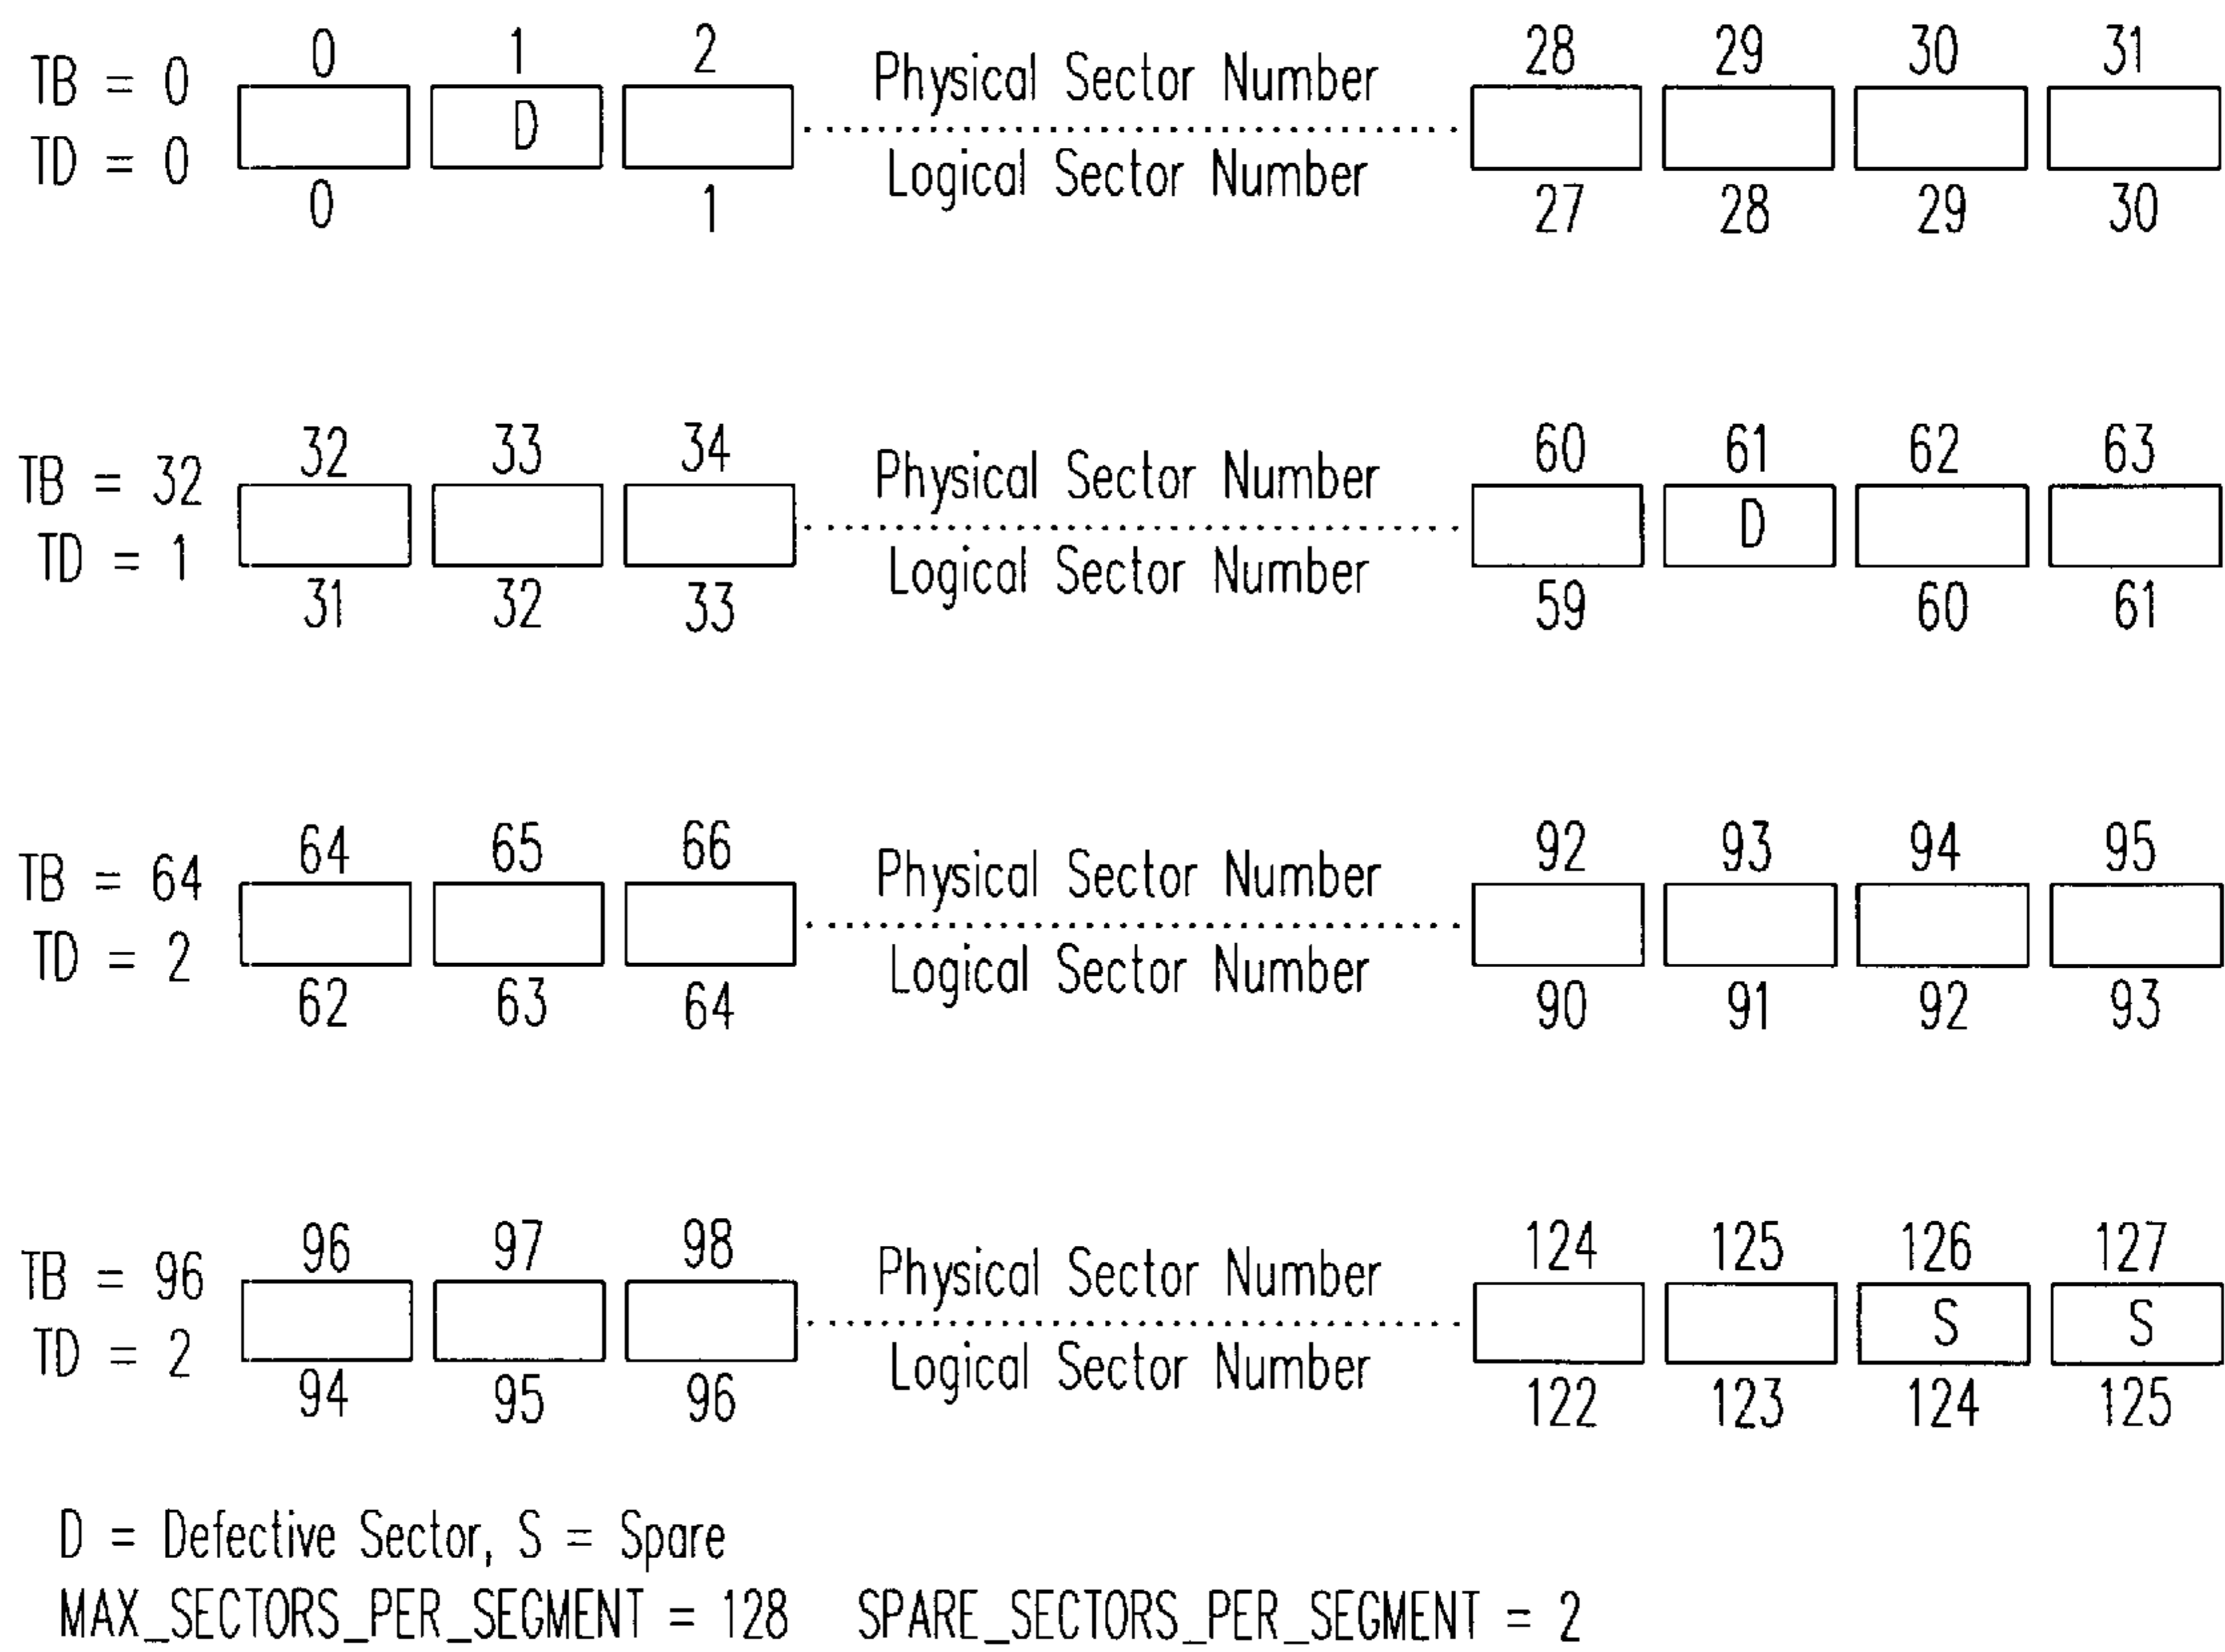 TB = 0 0 1 2 Physical Sector Number 28 29 30 31
D
TD = 0 0 1 Logical Sector Number 27 28 29 30
TB = 32 32 33 34 Physical Sector Number 60 61 62 63
D
TD = 1 31 32 33 Logical Sector Number 59 60 61
TB = 64 64 65 66 Physical Sector Number 92 93 94 95
TD = 2 62 63 64 Logical Sector Number 90 91 92 93
TB = 96 96 97 98 Physical Sector Number 124 125 126 127
S S
TD = 2 94 95 96 Logical Sector Number 122 123 124 125
D = Defective Sector, S = Spare
MAX_SECTORS_PER_SEGMENT = 128 SPARE_SECTORS_PER_SEGMENT = 2